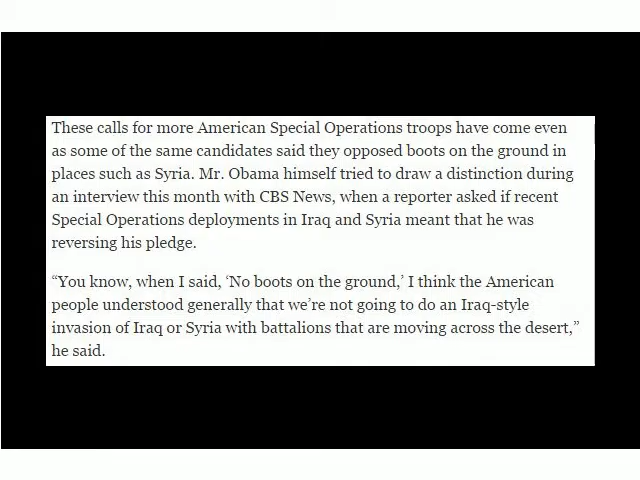 These calls for more American Special Operations troops have come even
as some of the same candidates said they opposed boots on the ground in
places such as Syria. Mr. Obama himself tried to draw a distinction during
an interview this month with CBS News, when a reporter asked if recent
Special Operations deployments in Iraq and Syria meant that he was
reversing his pledge.
“You know, when I said, ‘No boots on the ground,’ I think the American
people understood generally that we’re not going to do an Iraq-style
invasion of Iraq or Syria with battalions that are moving across the desert,”
he said.